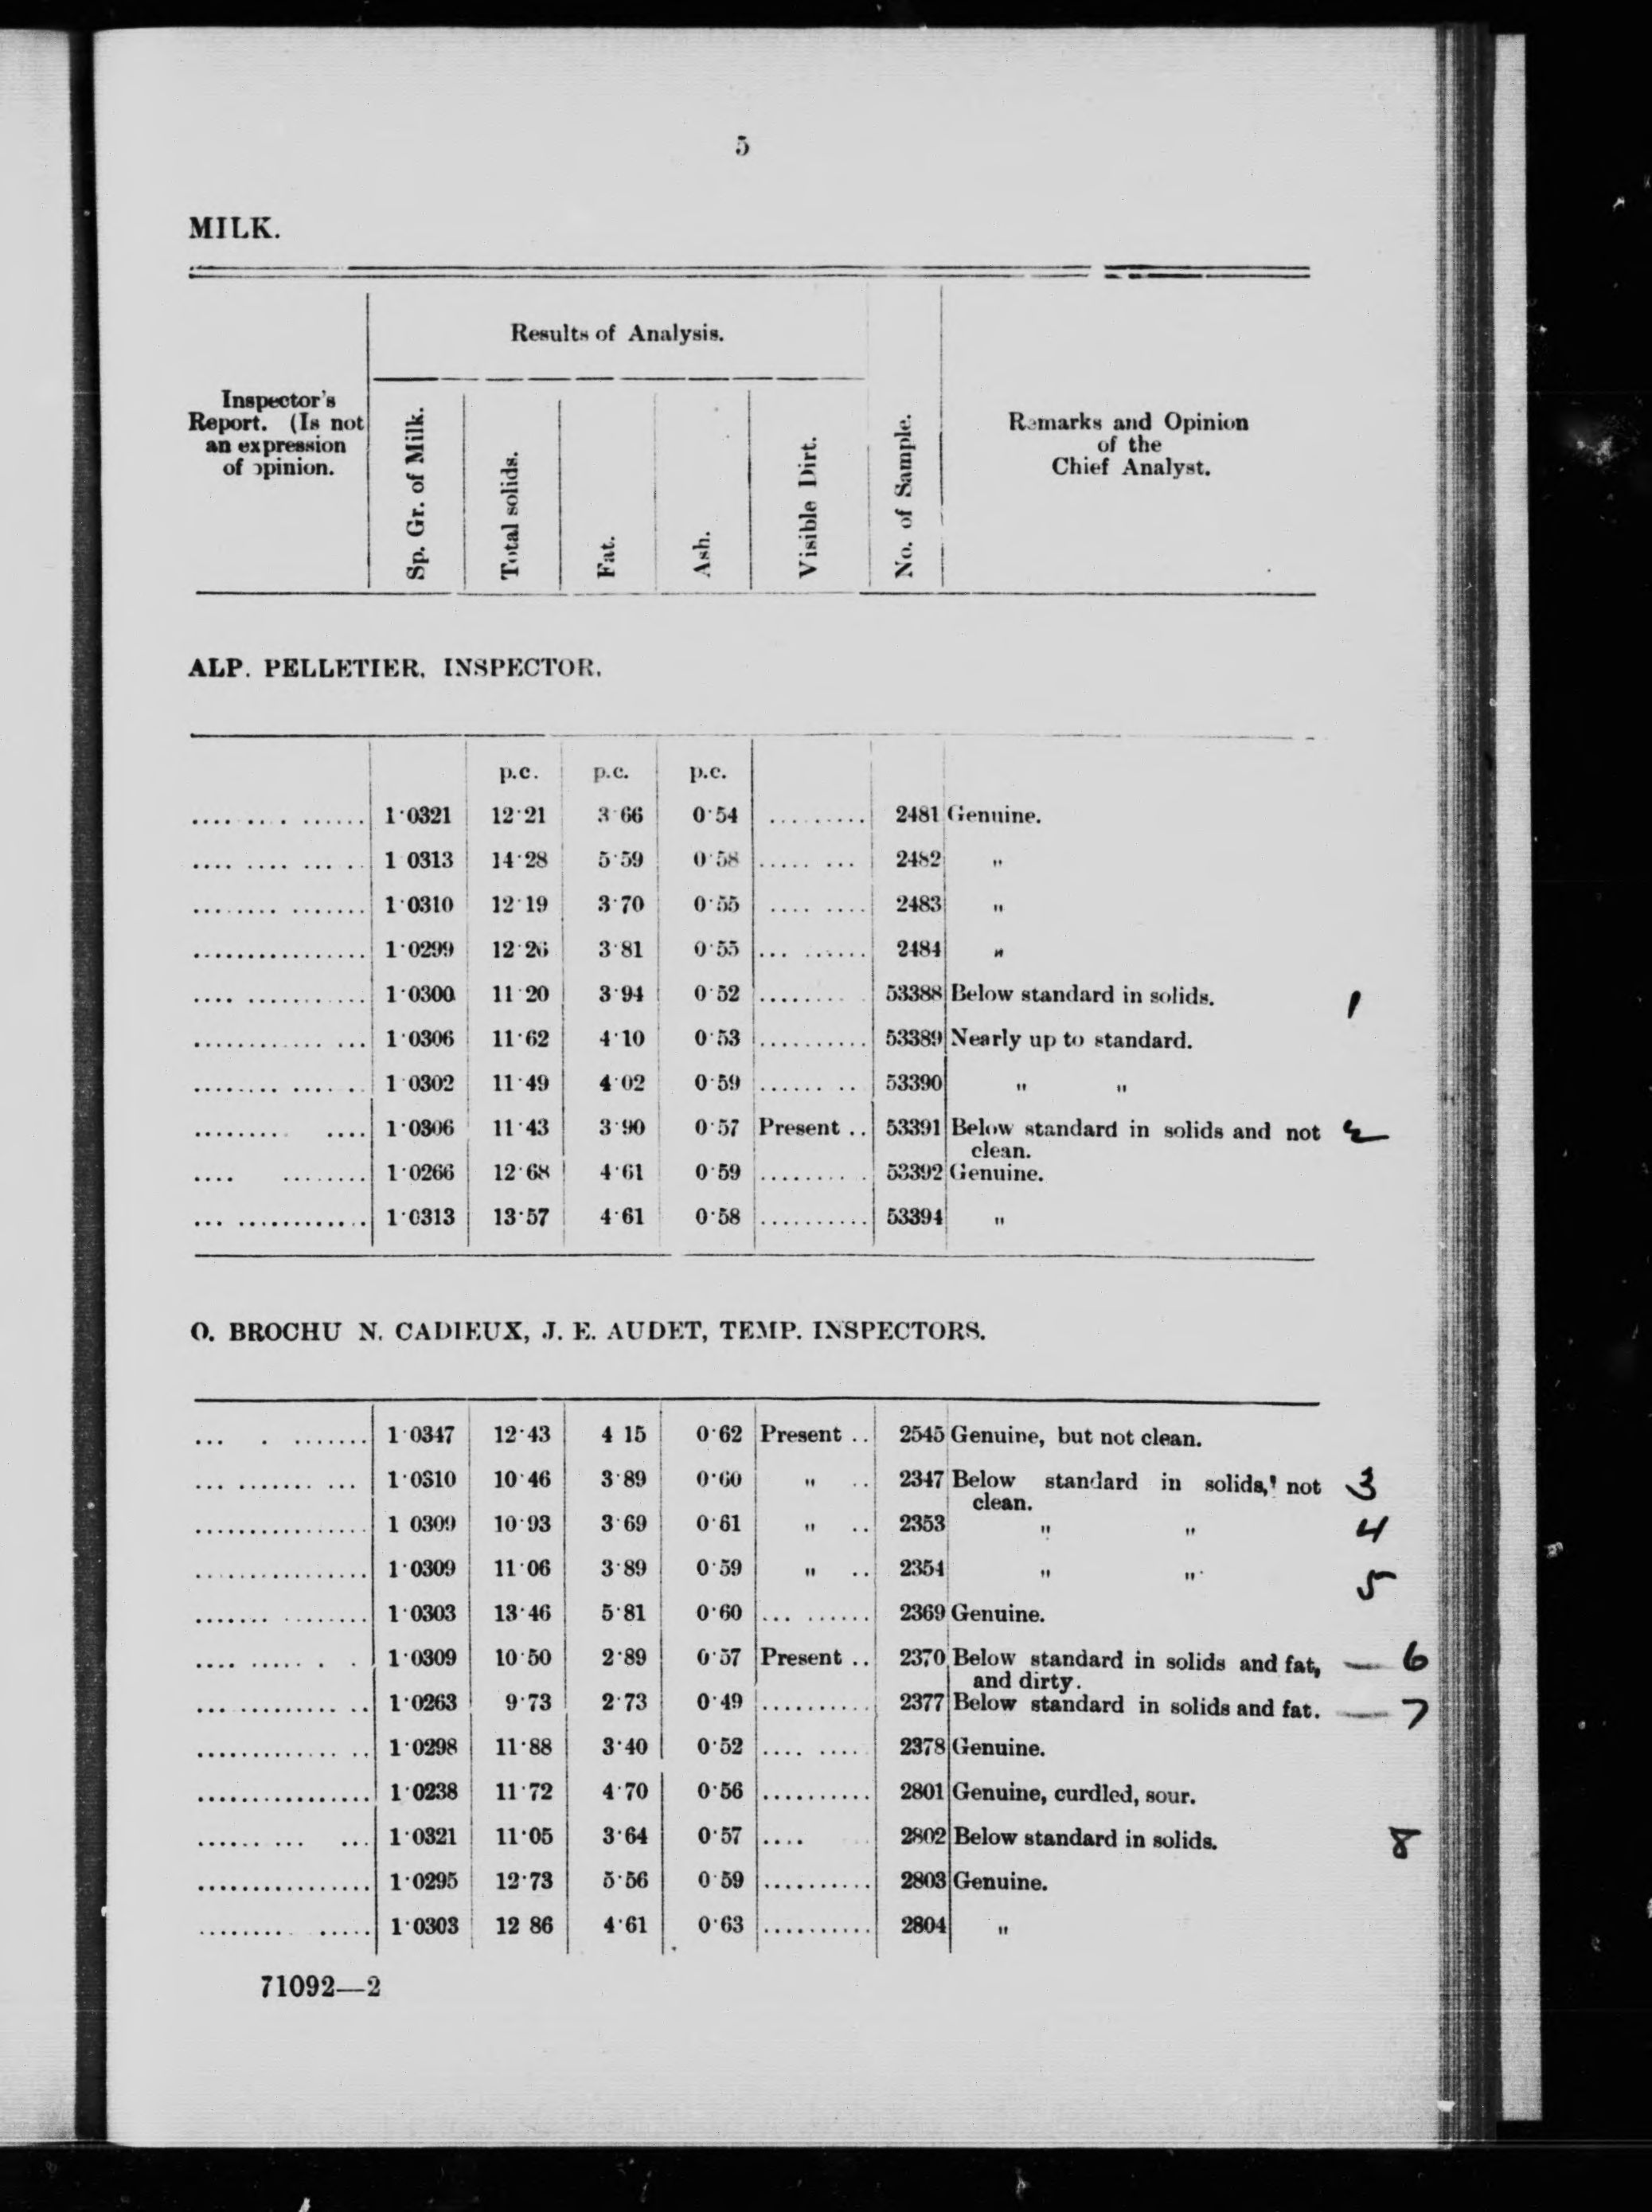 5
MILK.
Results of Analysis.
Inspector's
Report. (Is not
an expression
of opinion.
Sp. Gr. of Milk.
Total solids.
Fat.
Ash.
Visible Dirt.
No. of Sample.
Remarks and Opinion
of the
Chief Analyst.
ALP. PELLETIER, INSPECTOR.
p.c. p.c. p.c.
................ 1·0321 12·21 3·66 0·54 ......... 2481 Genuine.
................ 1 0313 14·28 5·59 0·58 ........ 2482 "
................ 1·0310 12·19 3·70 0·55 ........ 2483 "
................ 1·0299 12·26 3·81 0·55 ......... 2484 "
................ 1·0300 11·20 3·94 0·52 ......... 53388 Below standard in solids. 1
................ 1·0306 11·62 4·10 0·53 .......... 53389 Nearly up to standard.
................ 1 0302 11·49 4·02 0·59 ......... 53390 " "
............. 1·0306 11·43 3·90 0·57 Present .. 53391 Below standard in solids and not 2
clean.
............ 1·0266 12·68 4·61 0·59 .......... 53392 Genuine.
................ 1·0313 13·57 4·61 0·58 .......... 53394 "
O. BROCHU N. CADIEUX, J. E. AUDET, TEMP. INSPECTORS.
... . ....... 1·0347 12·43 4 15 0·62 Present .. 2545 Genuine, but not clean.
............... 1·0310 10·46 3·89 0·60 " .. 2347 Below standard in solids, not 3
clean.
................ 1 0309 10·93 3·69 0·61 " .. 2353 " " 4
................ 1·0309 11·06 3·89 0·59 " .. 2354 " " 5
............... 1·0303 13·46 5·81 0·60 ......... 2369 Genuine.
.... ...... . . 1·0309 10·50 2·89 0·57 Present .. 2370 Below standard in solids and fat, — 6
and dirty.
................ 1·0263 9·73 2·73 0·49 .......... 2377 Below standard in solids and fat. — 7
................ 1·0298 11·88 3·40 0·52 ........ 2378 Genuine.
................ 1·0238 11·72 4·70 0·56 .......... 2801 Genuine, curdled, sour.
............ 1·0321 11·05 3·64 0·57 .... 2802 Below standard in solids. 8
................ 1·0295 12·73 5·56 0·59 .......... 2803 Genuine.
.............. 1·0303 12 86 4·61 0·63 .......... 2804 "
71092—2